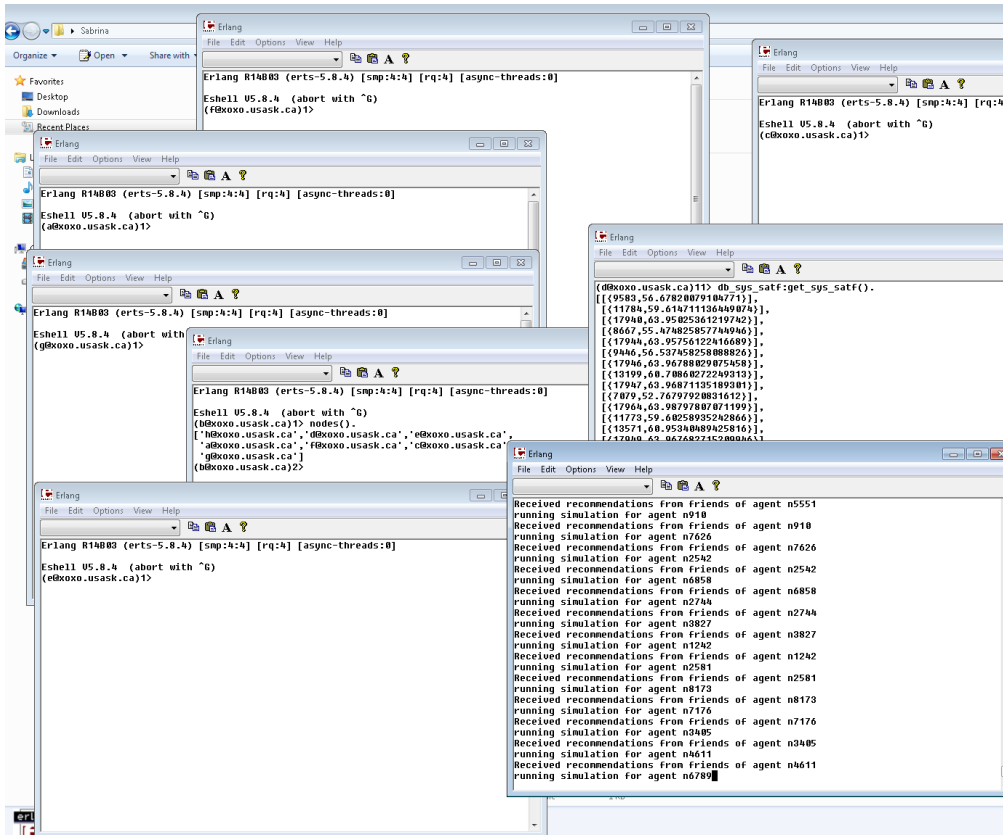 Sabrina
Organize
Open
Share with
Favorites
Desktop
Downloads
Recent Places
Erlang
File Edit Options View Help
Erlang R14B03 (erts-5.8.4) [smp:4:4] [rq:4] [async-threads:0]
Eshell V5.8.4 (abort with ^G)
(f@xoxo.usask.ca)1>
Erlang
File Edit Options View Help
Erlang R14B03 (erts-5.8.4) [smp:4:4] [rq:4
Eshell V5.8.4 (abort with ^G)
(c@xoxo.usask.ca)1>
Erlang
File Edit Options View Help
Erlang R14B03 (erts-5.8.4) [smp:4:4] [rq:4] [async-threads:0]
Eshell V5.8.4 (abort with ^G)
(a@xoxo.usask.ca)1>
Erlang
File Edit Options View Help
(d@xoxo.usask.ca)11> db_sys_satf:get_sys_satf().
[[{9583,56.67820079104771}],
[{11784,59.614711136449074}],
[{17940,63.95025361219742}],
[{8667,55.474825857744946}],
[{17944,63.95756122416689}],
[{9446,56.537458258088826}],
[{17946,63.96788029075458}],
[{13199,60.70860272249313}],
[{17947,63.96871135189301}],
[{7079,52.76797920831612}],
[{17964,63.98797807071199}],
[{11773,59.60258935242866}],
[{13571,60.95340489425816}],
Erlang
File Edit Options View Help
Erlang R14B03 (erts-5.8.4) [smp:4:4] [rq:4] [async-threads:0]
Eshell V5.8.4 (abort with
(g@xoxo.usask.ca)1>
Erlang
File Edit Options View Help
Erlang R14B03 (erts-5.8.4) [smp:4:4] [rq:4] [async-threads:0]
Eshell V5.8.4 (abort with ^G)
(b@xoxo.usask.ca)1> nodes().
['h@xoxo.usask.ca','d@xoxo.usask.ca','e@xoxo.usask.ca',
'a@xoxo.usask.ca','f@xoxo.usask.ca','c@xoxo.usask.ca'
'g@xoxo.usask.ca']
(b@xoxo.usask.ca)2>
Erlang
File Edit Options View Help
Erlang R14B03 (erts-5.8.4) [smp:4:4] [rq:4] [async-threads:0]
Eshell V5.8.4 (abort with ^G)
(e@xoxo.usask.ca)1>
Erlang
File Edit Options View Help
Received recommendations from friends of agent n5551
running simulation for agent n910
Received recommendations from friends of agent n910
running simulation for agent n7626
Received recommendations from friends of agent n7626
running simulation for agent n2542
Received recommendations from friends of agent n2542
running simulation for agent n6858
Received recommendations from friends of agent n6858
running simulation for agent n2744
Received recommendations from friends of agent n2744
running simulation for agent n3827
Received recommendations from friends of agent n3827
running simulation for agent n1242
Received recommendations from friends of agent n1242
running simulation for agent n2581
Received recommendations from friends of agent n2581
running simulation for agent n8173
Received recommendations from friends of agent n8173
running simulation for agent n7176
Received recommendations from friends of agent n7176
running simulation for agent n3405
Received recommendations from friends of agent n3405
running simulation for agent n4611
Received recommendations from friends of agent n4611
running simulation for agent n6789